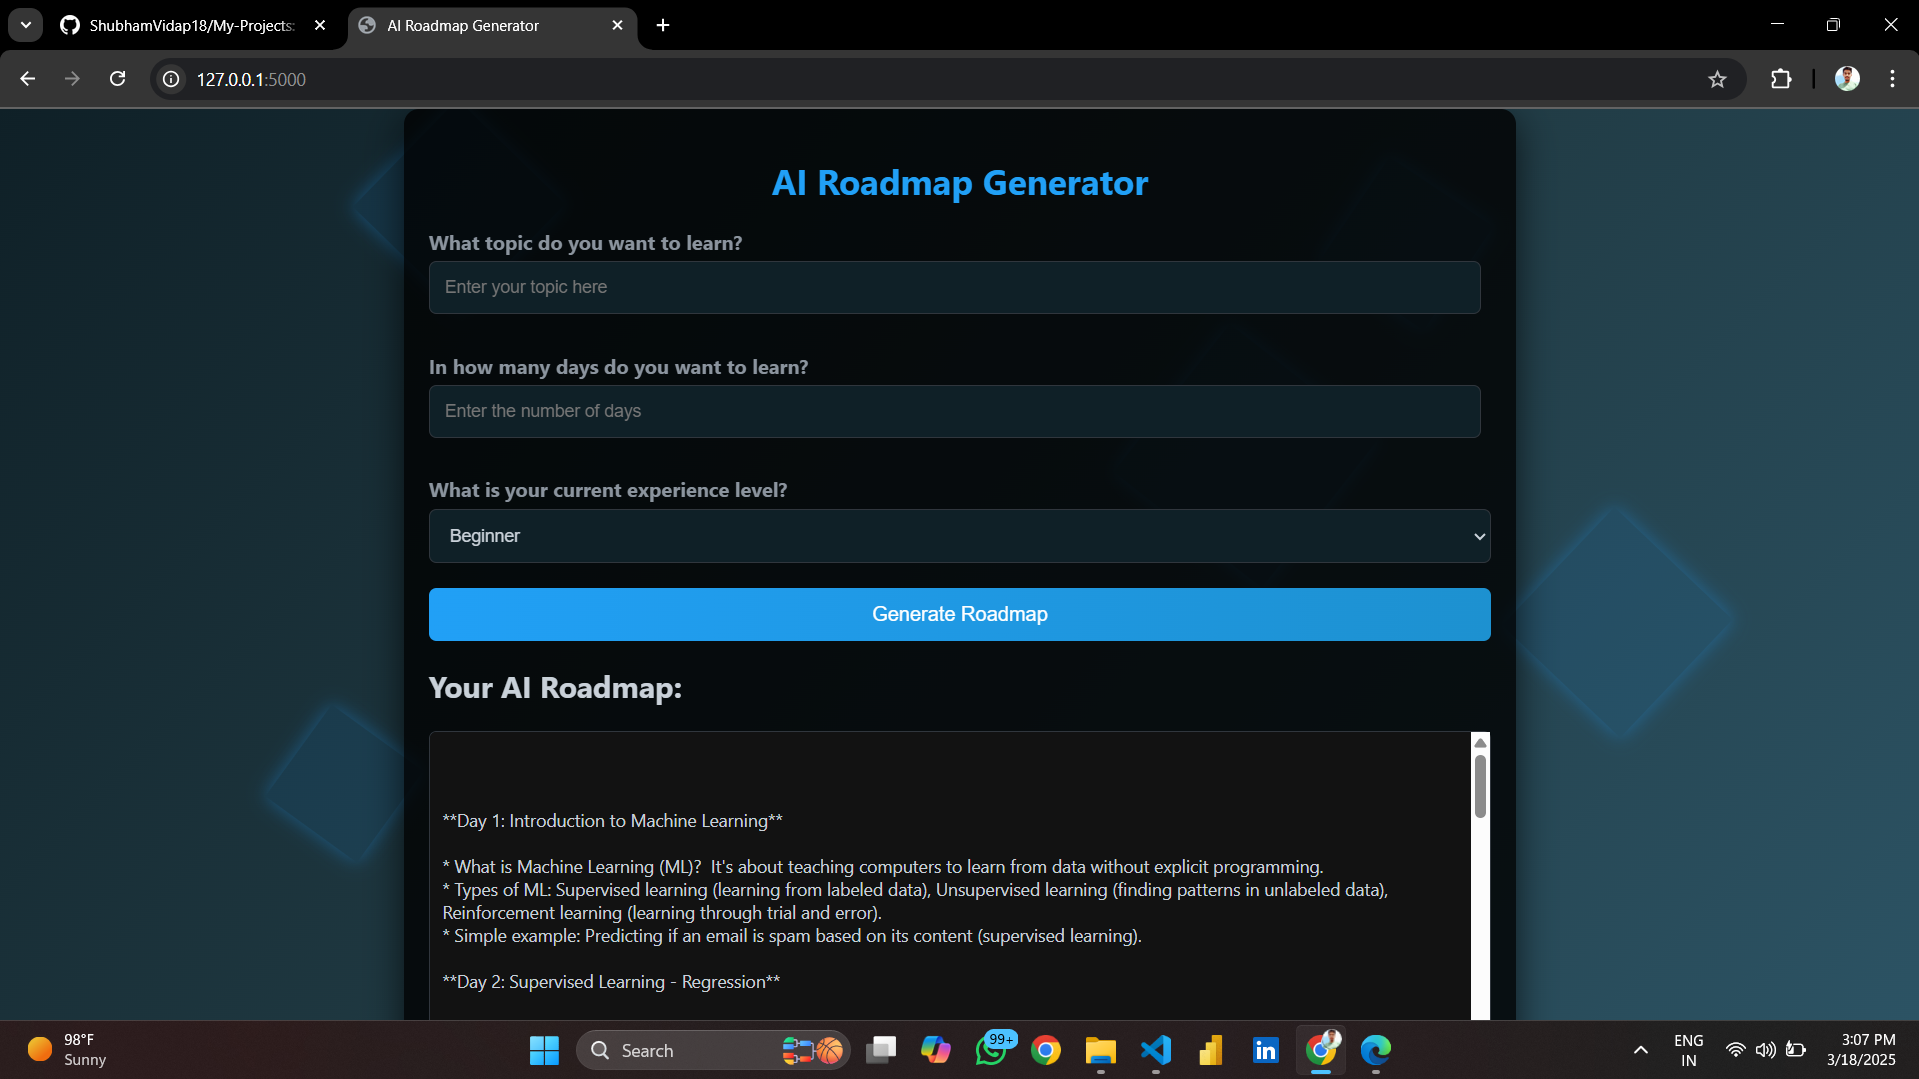 ShubhamVidap18/My-Projects:
AI Roadmap Generator
127.0.0.1:5000
AI Roadmap Generator
What topic do you want to learn?
Enter your topic here
In how many days do you want to learn?
Enter the number of days
What is your current experience level?
Beginner
Generate Roadmap
Your AI Roadmap:
**Day 1: Introduction to Machine Learning**
* What is Machine Learning (ML)?  It's about teaching computers to learn from data without explicit programming.
* Types of ML: Supervised learning (learning from labeled data), Unsupervised learning (finding patterns in unlabeled data),
Reinforcement learning (learning through trial and error).
* Simple example: Predicting if an email is spam based on its content (supervised learning).
**Day 2: Supervised Learning - Regression**
98°F
Sunny
Search
99+
in
ENG
IN
3:07 PM
3/18/2025